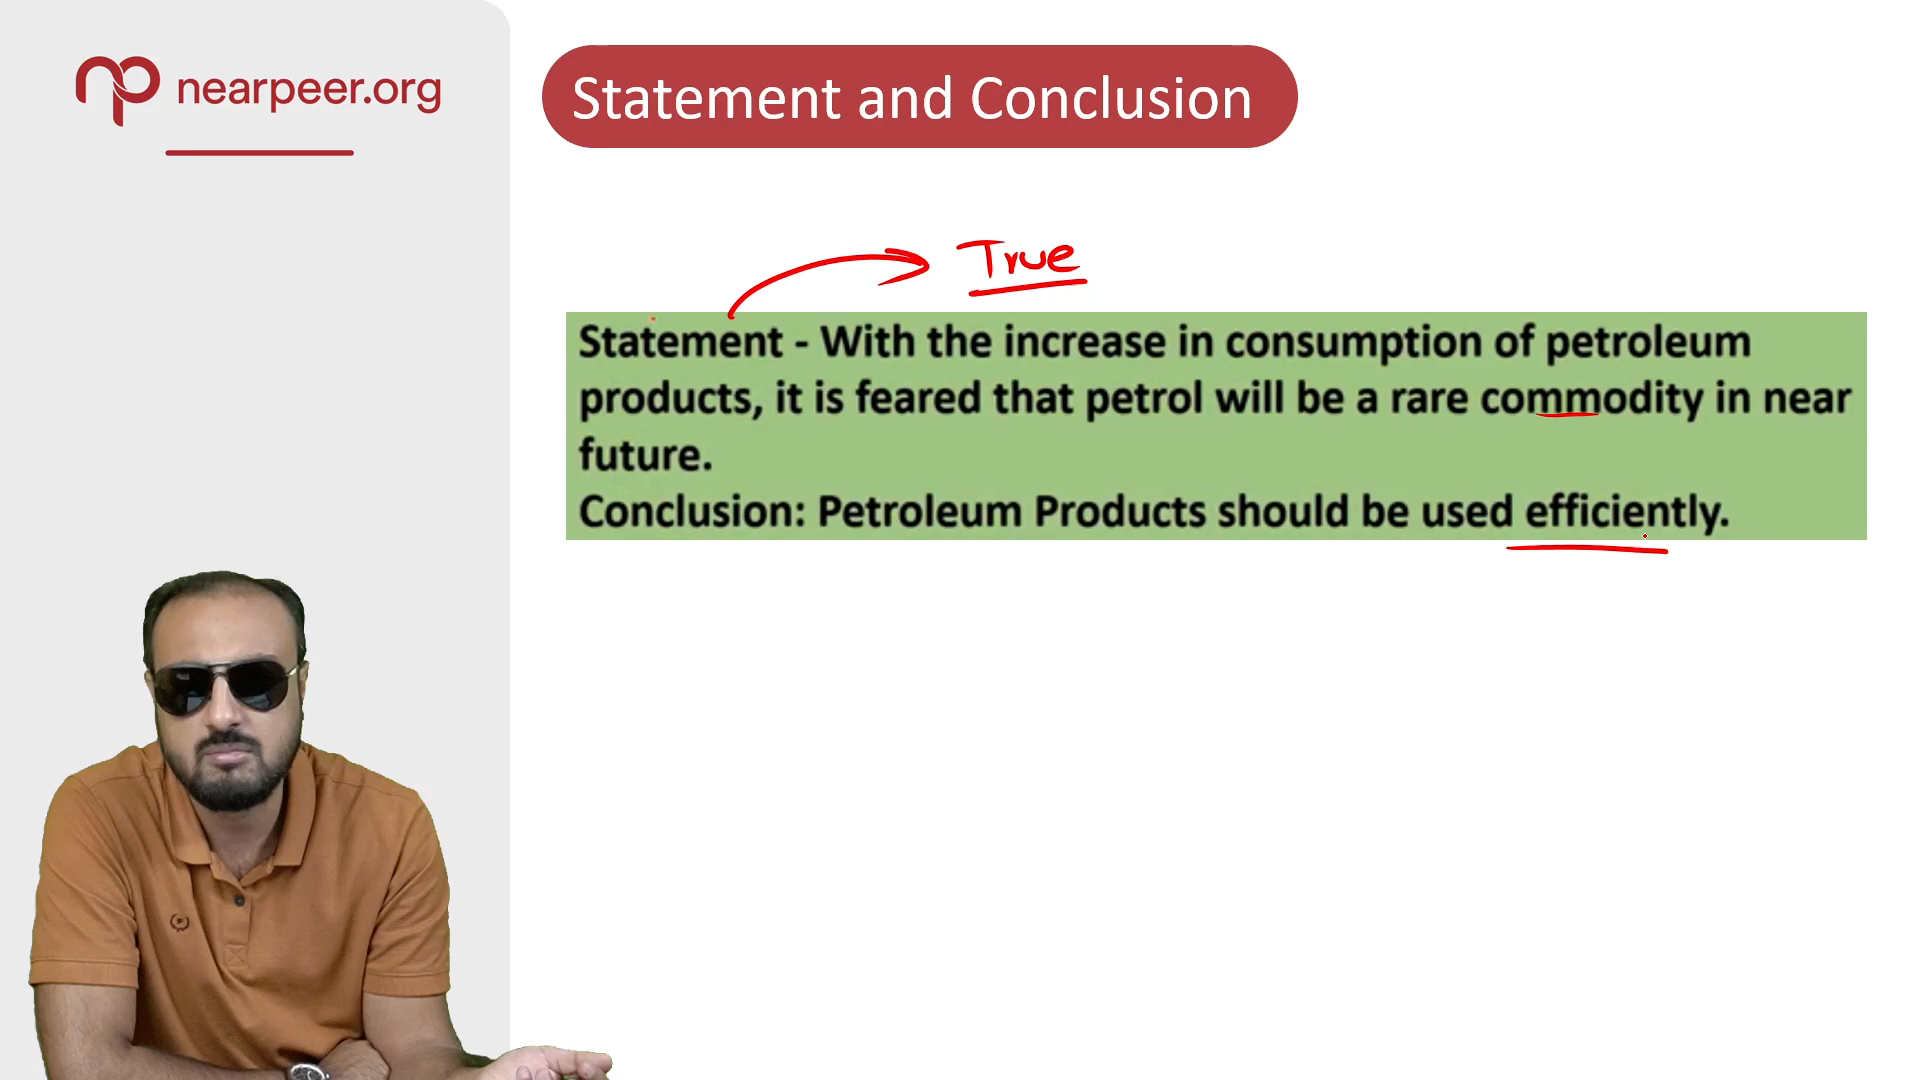 nearpeer.org
Statement and Conclusion
True
Statement - With the increase in consumption of petroleum
products, it is feared that petrol will be a rare commodity in near
future.
Conclusion: Petroleum Products should be used efficiently.